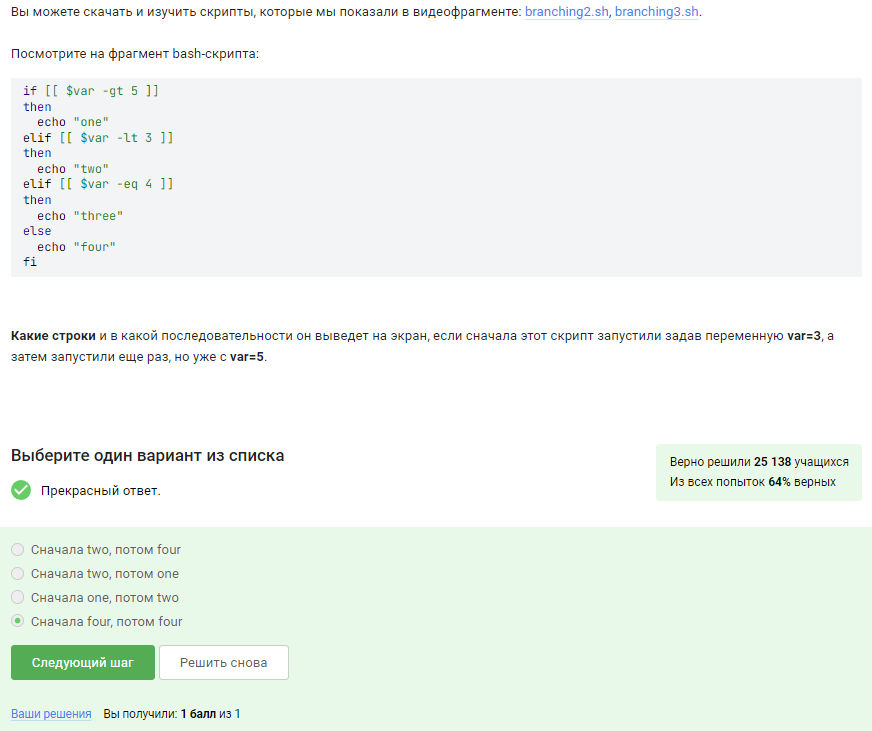 Вы можете скачать и изучить скрипты, которые мы показали в видеофрагменте: branching2.sh, branching3.sh.
Посмотрите на фрагмент bash-скрипта:
if [[ $var -gt 5 ]]
then
  echo "one"
elif [[ $var -lt 3 ]]
then
  echo "two"
elif [[ $var -eq 4 ]]
then
  echo "three"
else
  echo "four"
fi
Какие строки и в какой последовательности он выведет на экран, если сначала этот скрипт запустили задав переменную var=3, а
затем запустили еще раз, но уже с var=5.
Выберите один вариант из списка
Прекрасный ответ.
Верно решили 25 138 учащихся
Из всех попыток 64% верных
Сначала two, потом four
Сначала two, потом one
Сначала one, потом two
Сначала four, потом four
Следующий шаг
Решить снова
Ваши решения Вы получили: 1 балл из 1